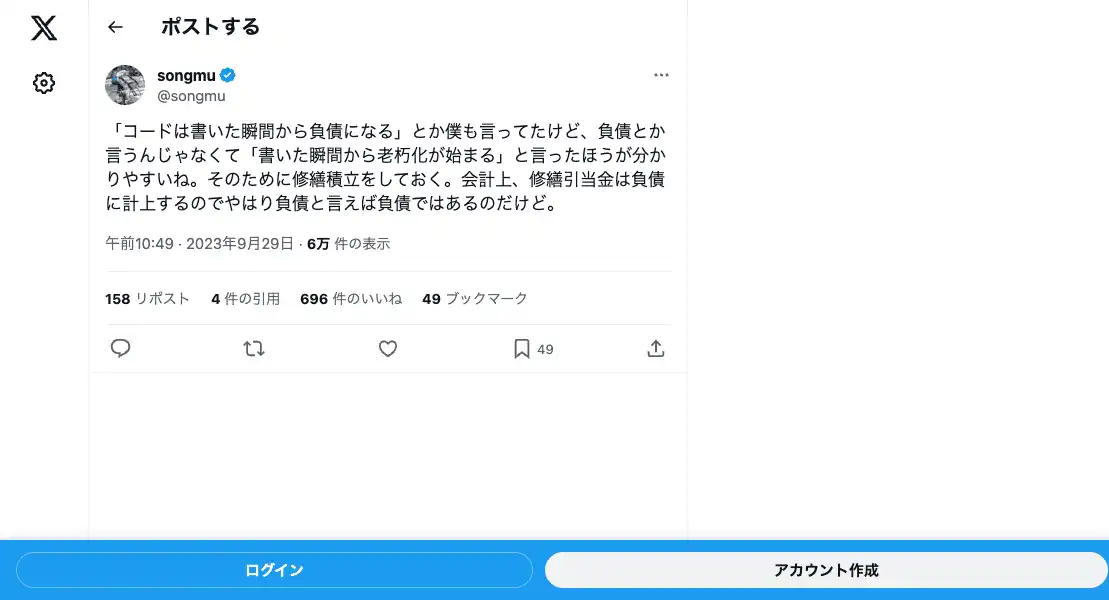 ポストする
songmu
@songmu
「コードは書いた瞬間から負債になる」とか僕も言ってたけど、負債とか
言うんじゃなくて「書いた瞬間から老朽化が始まる」と言ったほうが分か
りやすいね。そのために修繕積立をしておく。会計上、修繕引当金は負債
に計上するのでやはり負債と言えば負債ではあるのだけど。
午前10:49 · 2023年9月29日 · 6万 件の表示
158 リポスト 4 件の引用 696 件のいいね 49 ブックマーク
49
ログイン アカウント作成